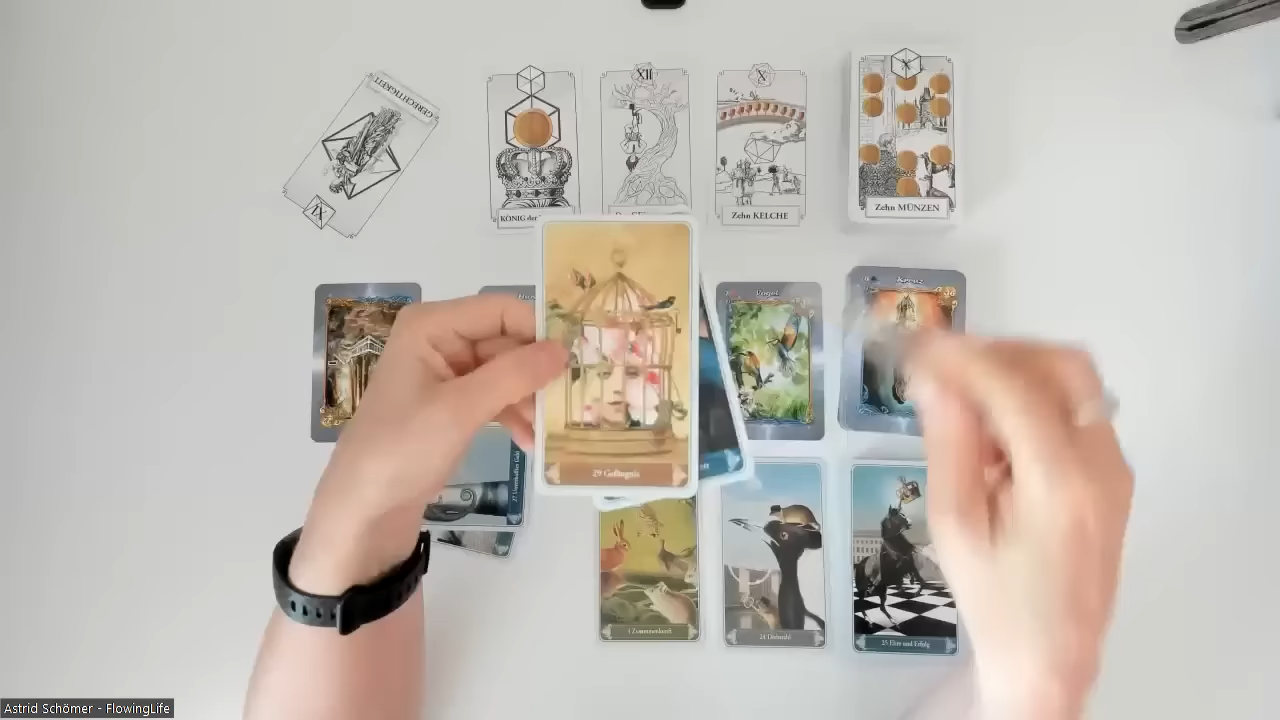 GERECHTIGKEIT
XI
KÖNIG der
XII
X
Zehn KELCHE
X
Zehn MÜNZEN
Vogel
Kreuz
29 Gefängnis
24 Diebstahl
25 Ehre und Erfolg
Astrid Schömer - FlowingLife